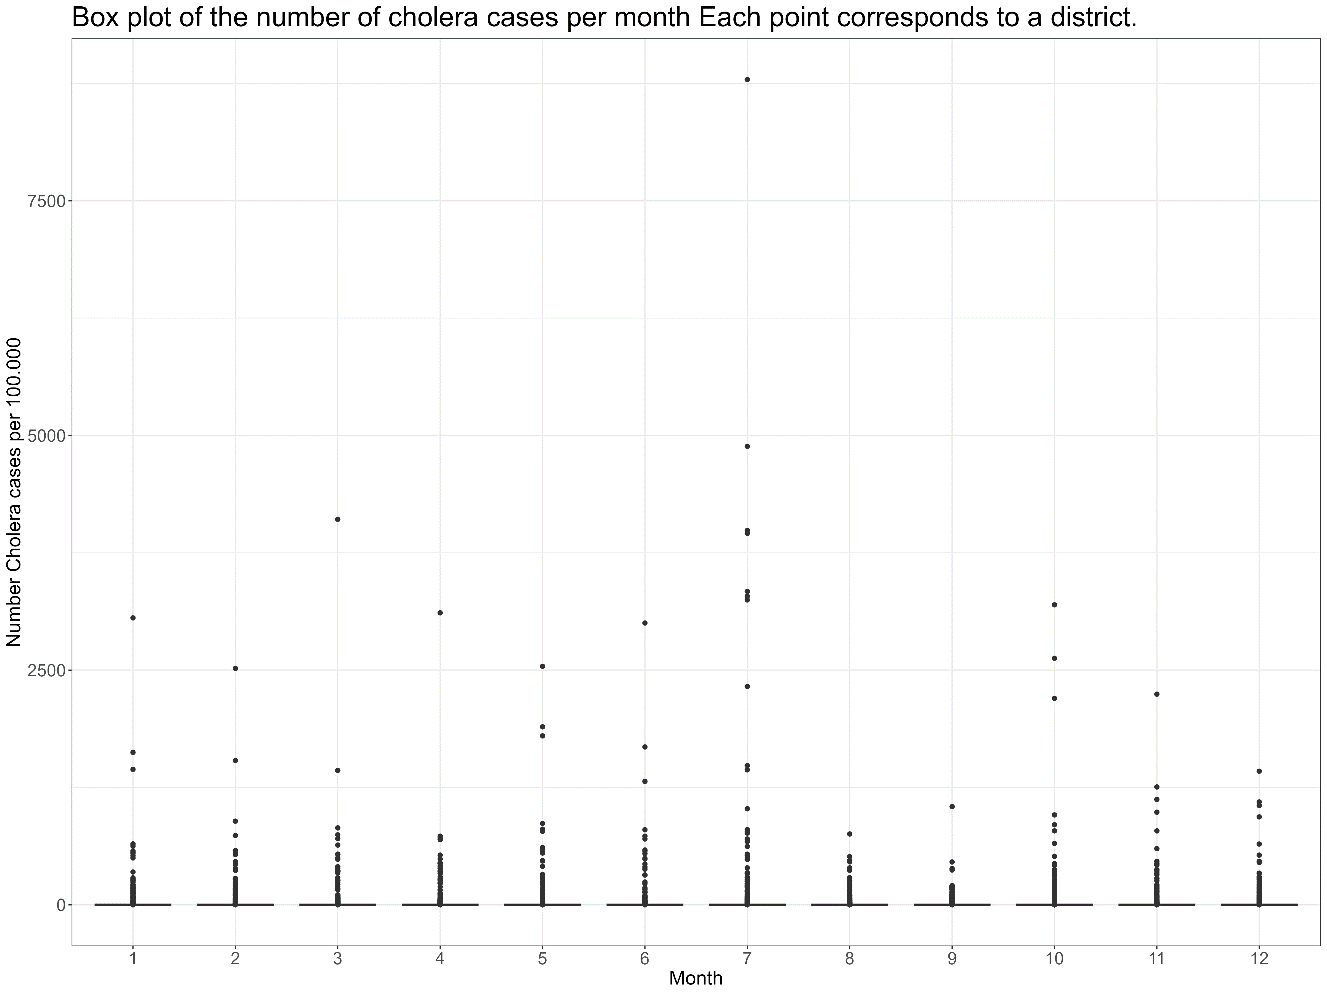 Box plot of the number of cholera cases per month Each point corresponds to a district.
Number Cholera cases per 100.000
7500
5000
2500
0
1 2 3 4 5 6 7 8 9 10 11 12
Month